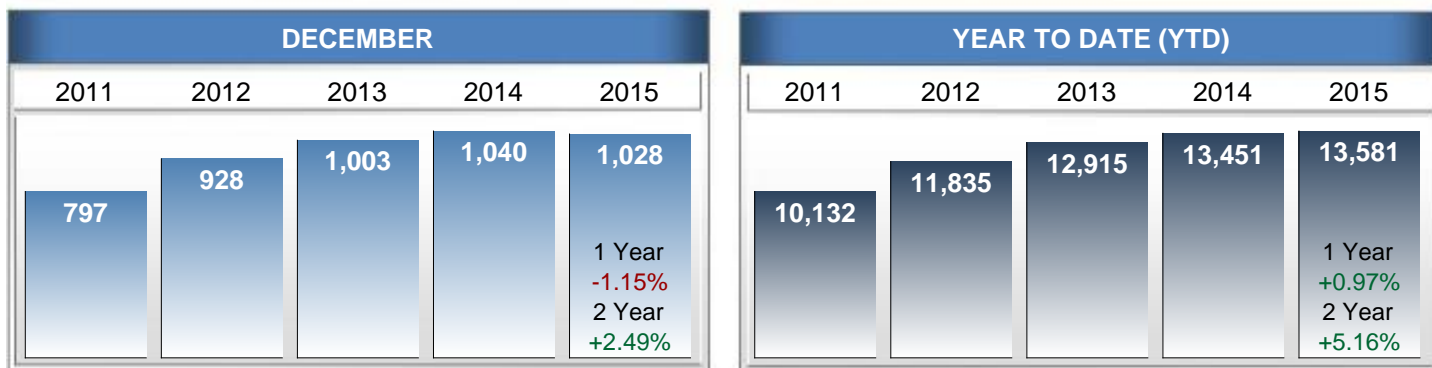 DECEMBER
2011 2012 2013 2014 2015
797 928 1,003 1,040 1,028
1 Year
-1.15%
2 Year
+2.49%
YEAR TO DATE (YTD)
2011 2012 2013 2014 2015
10,132 11,835 12,915 13,451 13,581
1 Year
+0.97%
2 Year
+5.16%